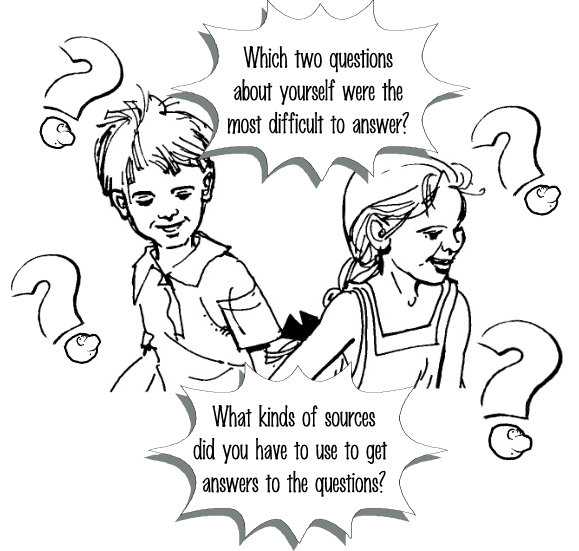 Which two questions
about yourself were the
most difficult to answer?
What kinds of sources
did you have to use to get
answers to the questions?